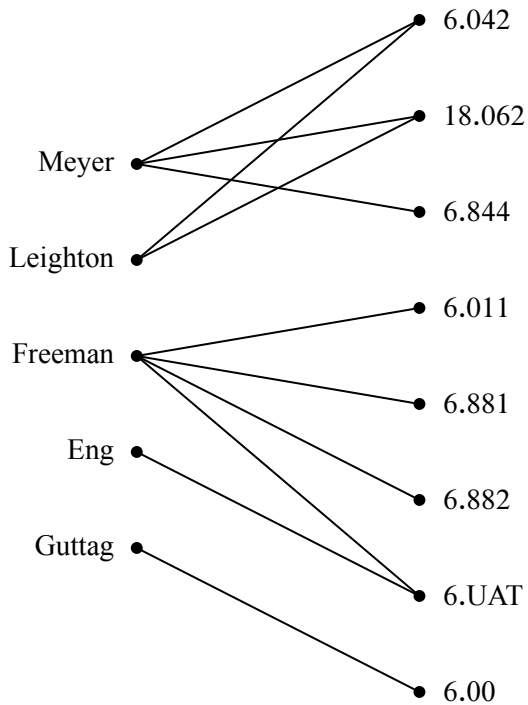 6.042
18.062
Meyer
6.844
Leighton
6.011
Freeman
6.881
Eng
6.882
Guttag
6.UAT
6.00